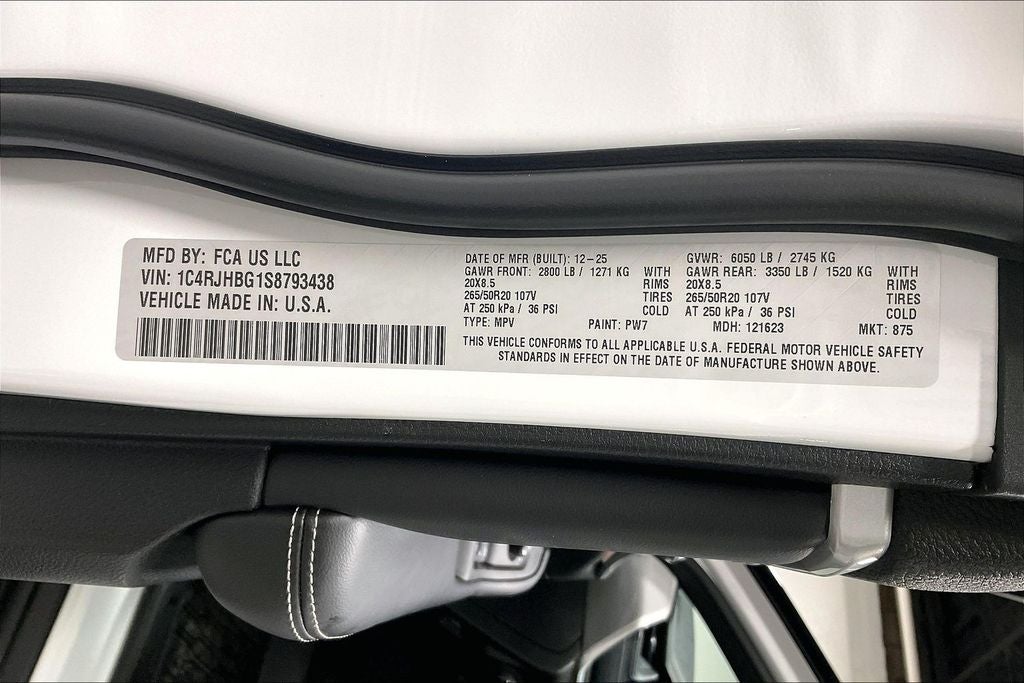 MFD BY: FCA US LLC
VIN: 1C4RJHBG1S8793438
VEHICLE MADE IN: U.S.A.
DATE OF MFR (BUILT): 12-25 GVWR: 6050 LB / 2745 KG
GAWR FRONT: 2800 LB / 1271 KG WITH GAWR REAR: 3350 LB / 1520 KG WITH
20X8.5 RIMS 20X8.5 RIMS
265/50R20 107V TIRES 265/50R20 107V TIRES
AT 250 kPa / 36 PSI COLD AT 250 kPa / 36 PSI COLD
TYPE: MPV PAINT: PW7 MDH: 121623 MKT: 875
THIS VEHICLE CONFORMS TO ALL APPLICABLE U.S.A. FEDERAL MOTOR VEHICLE SAFETY
STANDARDS IN EFFECT ON THE DATE OF MANUFACTURE SHOWN ABOVE.